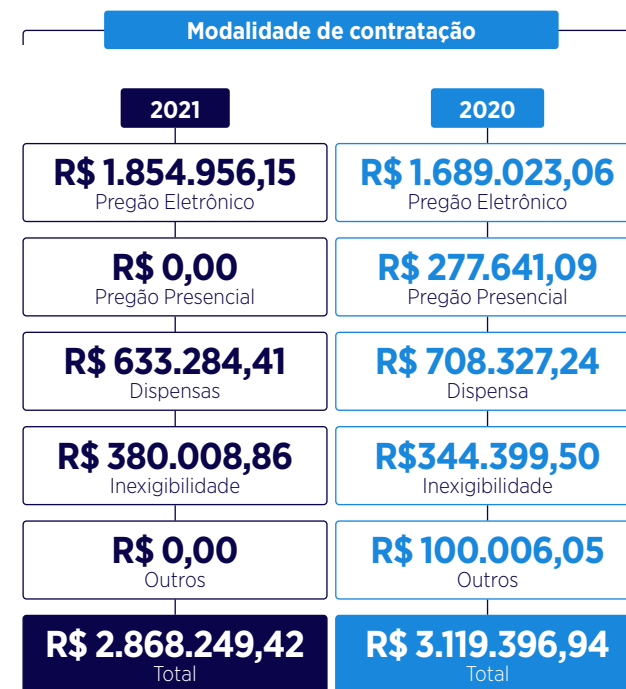 Modalidade de contratação
2021
R$ 1.854.956,15
Pregão Eletrônico
R$ 0,00
Pregão Presencial
R$ 633.284,41
Dispensas
R$ 380.008,86
Inexigibilidade
R$ 0,00
Outros
R$ 2.868.249,42
Total
2020
R$ 1.689.023,06
Pregão Eletrônico
R$ 277.641,09
Pregão Presencial
R$ 708.327,24
Dispensa
R$344.399,50
Inexigibilidade
R$ 100.006,05
Outros
R$ 3.119.396,94
Total